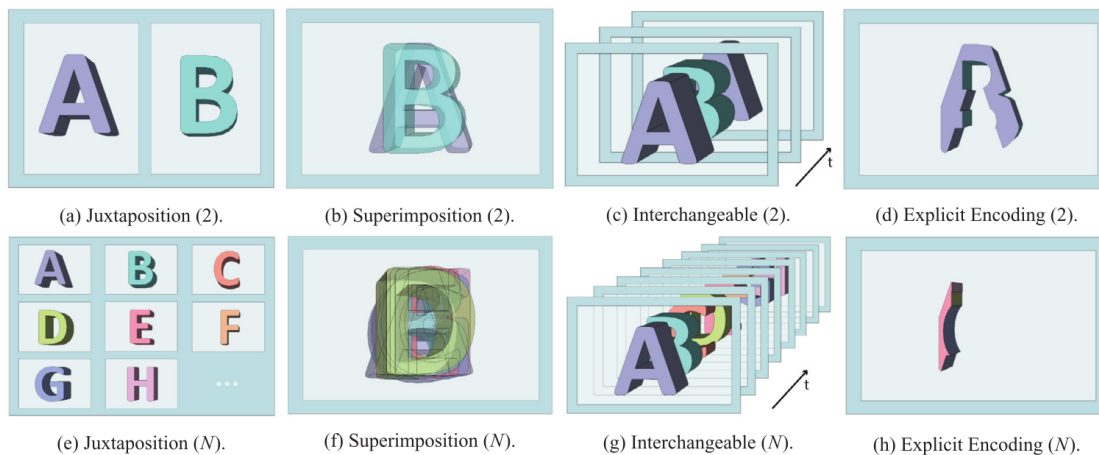 A B
B A
A B A
t
(a) Juxtaposition (2).
(b) Superimposition (2).
(c) Interchangeable (2).
(d) Explicit Encoding (2).
A B C
D E F
G H ...
A B C D
t
(e) Juxtaposition (N).
(f) Superimposition (N).
(g) Interchangeable (N).
(h) Explicit Encoding (N).